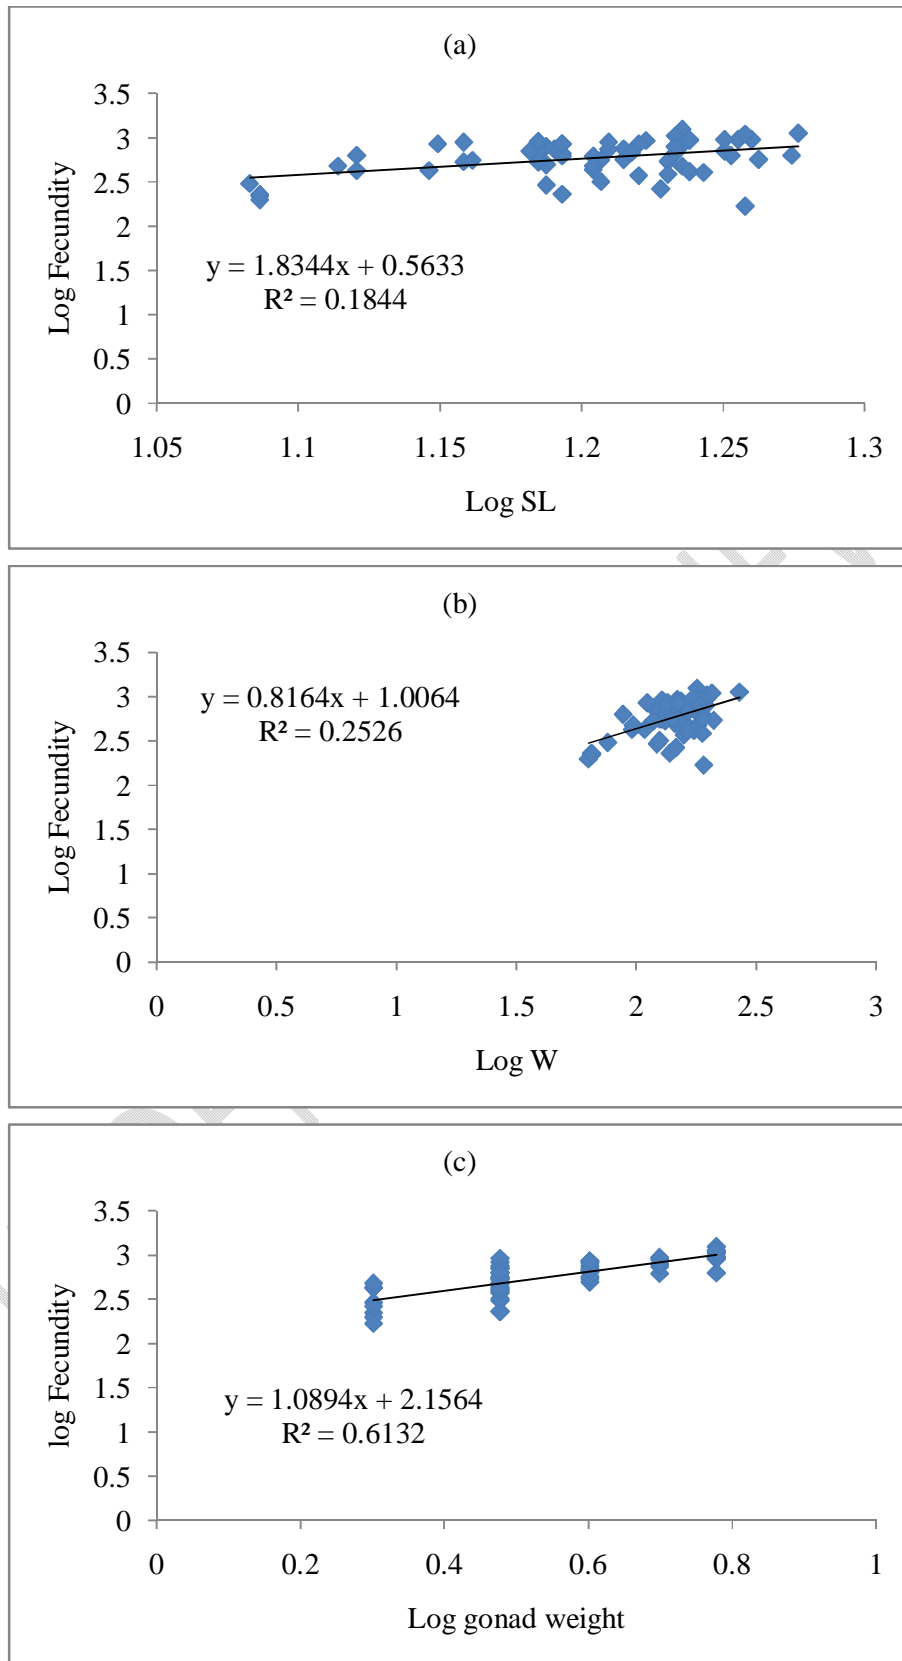 (a)
3.5
3
2.5
2
1.5
1
0.5
0
Log Fecundity
y = 1.8344x + 0.5633
R² = 0.1844
1.05 1.1 1.15 1.2 1.25 1.3
Log SL
(b)
3.5
3
2.5
2
1.5
1
0.5
0
Log Fecundity
y = 0.8164x + 1.0064
R² = 0.2526
0 0.5 1 1.5 2 2.5 3
Log W
(c)
3.5
3
2.5
2
1.5
1
0.5
0
log Fecundity
y = 1.0894x + 2.1564
R² = 0.6132
0 0.2 0.4 0.6 0.8 1
Log gonad weight